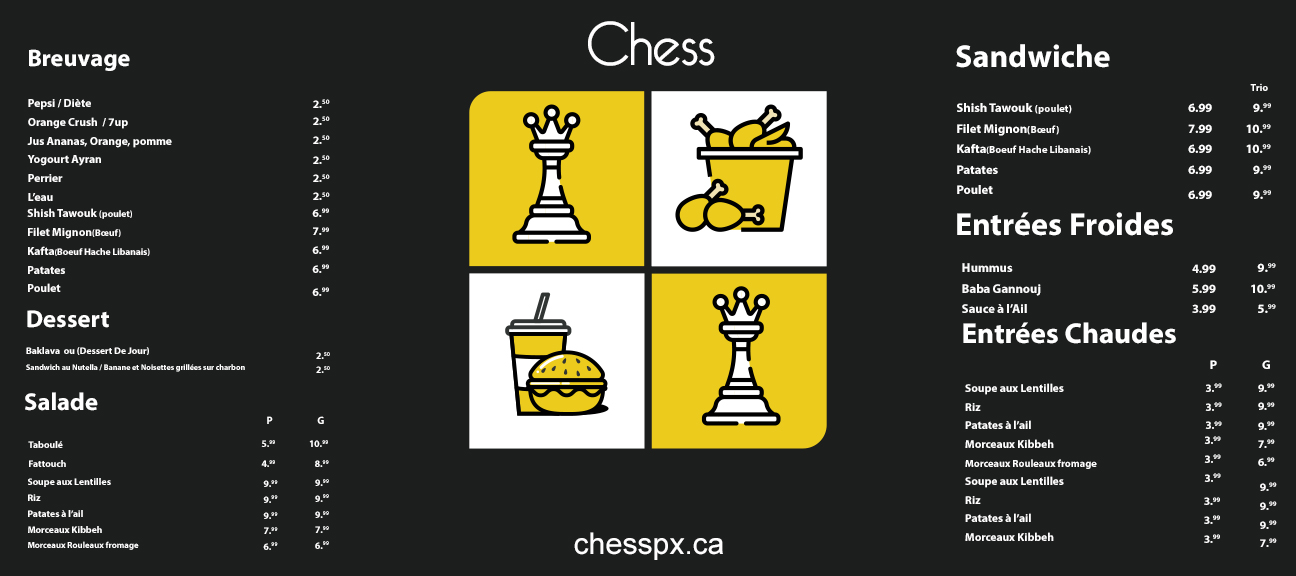 Chess
Breuvage
Pepsi / Diète 2.50
Orange Crush / 7up 2.50
Jus Ananas, Orange, pomme 2.50
Yogourt Ayran 2.50
Perrier 2.50
L'eau 2.50
Shish Tawouk (poulet) 6.99
Filet Mignon(Bœuf) 7.99
Kafta(Boeuf Hache Libanais) 6.99
Patates 6.99
Poulet 6.99
Dessert
Baklava ou (Dessert De Jour) 2.50
Sandwich au Nutella / Banane et Noisettes grillées sur charbon 2.50
Salade
P G
Taboulé 5.99 10.99
Fattouch 4.99 8.99
Soupe aux Lentilles 9.99 9.99
Riz 9.99 9.99
Patates à l'ail 9.99 9.99
Morceaux Kibbeh 7.99 7.99
Morceaux Rouleaux fromage 6.99 6.99
chesspx.ca
Sandwiche
Trio
Shish Tawouk (poulet) 6.99 9.99
Filet Mignon(Bœuf) 7.99 10.99
Kafta(Boeuf Hache Libanais) 6.99 10.99
Patates 6.99 9.99
Poulet 6.99 9.99
Entrées Froides
Hummus 4.99 9.99
Baba Gannouj 5.99 10.99
Sauce à l'Ail 3.99 5.99
Entrées Chaudes
P G
Soupe aux Lentilles 3.99 9.99
Riz 3.99 9.99
Patates à l'ail 3.99 9.99
Morceaux Kibbeh 3.99 7.99
Morceaux Rouleaux fromage 3.99 6.99
Soupe aux Lentilles 3.99 9.99
Riz 3.99 9.99
Patates à l'ail 3.99 9.99
Morceaux Kibbeh 3.99 7.99